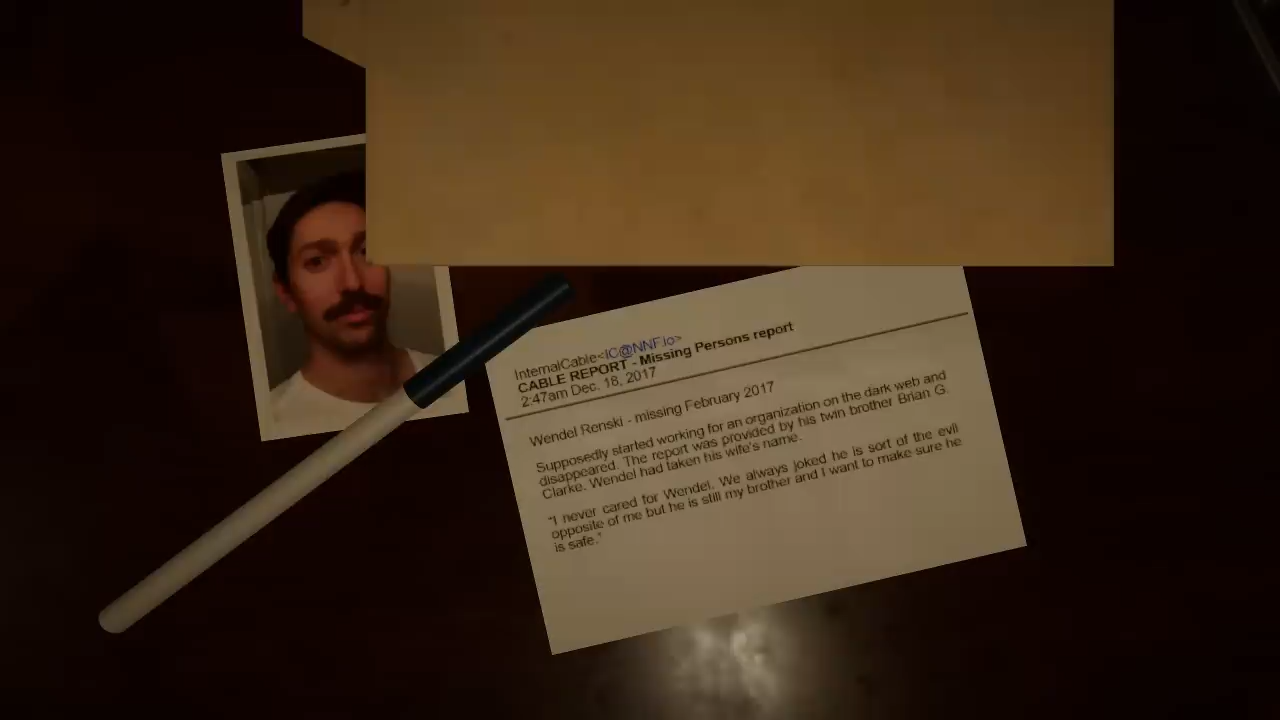 InternalCable<IC@NNF.io>
CABLE REPORT - Missing Persons report
2:47am Dec. 18, 2017
Wendel Renski - missing February 2017
Supposedly started working for an organization on the dark web and
disappeared. The report was provided by his twin brother Brian G.
Clarke. Wendel had taken his wife's name.
"I never cared for Wendel. We always joked he is sort of the evil
opposite of me but he is still my brother and I want to make sure he
is safe."